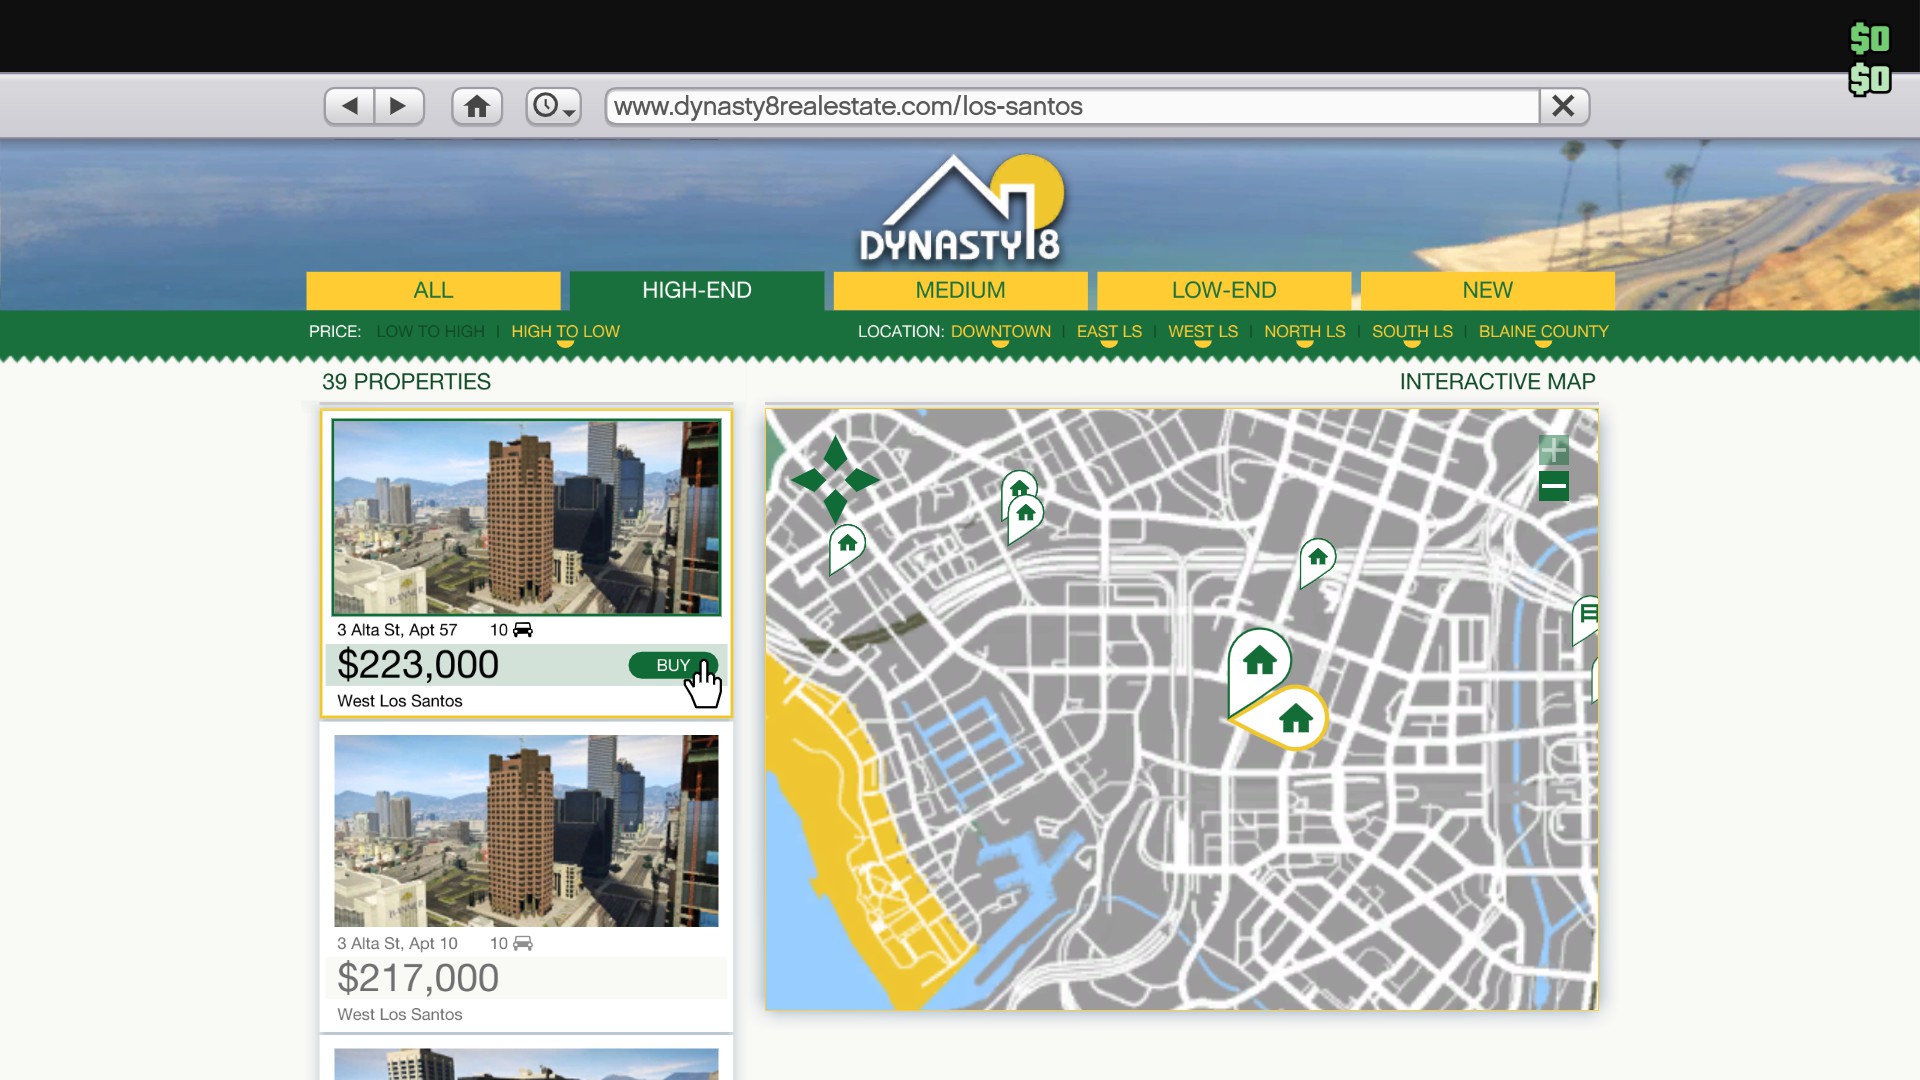 $0
$0
www.dynasty8realestate.com/los-santos
DYNASTY 8
ALL
HIGH-END
MEDIUM
LOW-END
NEW
PRICE: LOW TO HIGH | HIGH TO LOW
LOCATION: DOWNTOWN | EAST LS | WEST LS | NORTH LS | SOUTH LS | BLAINE COUNTY
39 PROPERTIES
INTERACTIVE MAP
BANNER
3 Alta St, Apt 57 10
$223,000
BUY
West Los Santos
BANNER
3 Alta St, Apt 10 10
$217,000
West Los Santos